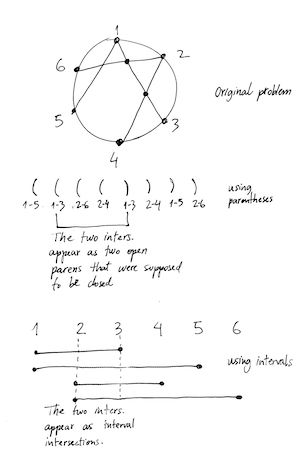 1
6 2
Original problem
5 3
4
( ( ( ( ) ) ) )
using
parentheses
1-5 1-3 2-6 2-4 1-3 2-4 1-5 2-6
The two inters.
appear as two open
parens that were supposed
to be closed
1 2 3 4 5 6
using intervals
The two inters.
appear as interval
intersections.